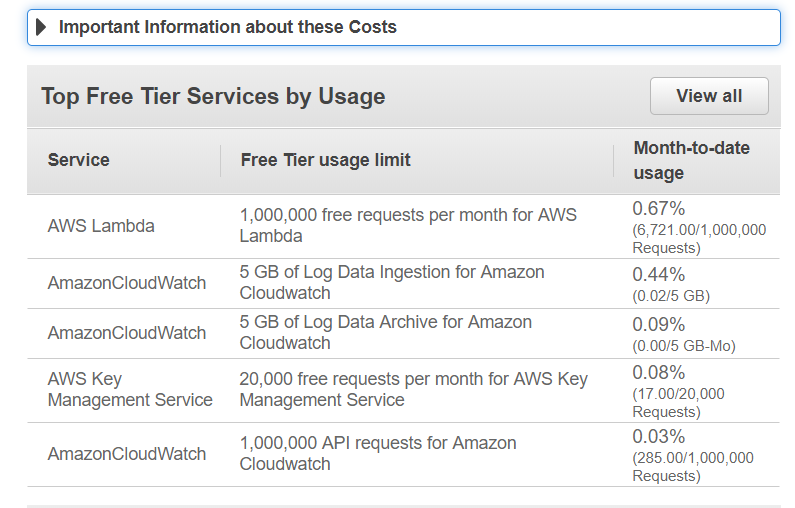 Important Information about these Costs
Top Free Tier Services by Usage
View all
Service
Free Tier usage limit
Month-to-date
usage
AWS Lambda
1,000,000 free requests per month for AWS
Lambda
0.67%
(6,721.00/1,000,000
Requests)
AmazonCloudWatch
5 GB of Log Data Ingestion for Amazon
Cloudwatch
0.44%
(0.02/5 GB)
AmazonCloudWatch
5 GB of Log Data Archive for Amazon
Cloudwatch
0.09%
(0.00/5 GB-Mo)
AWS Key
Management Service
20,000 free requests per month for AWS Key
Management Service
0.08%
(17.00/20,000
Requests)
AmazonCloudWatch
1,000,000 API requests for Amazon
Cloudwatch
0.03%
(285.00/1,000,000
Requests)